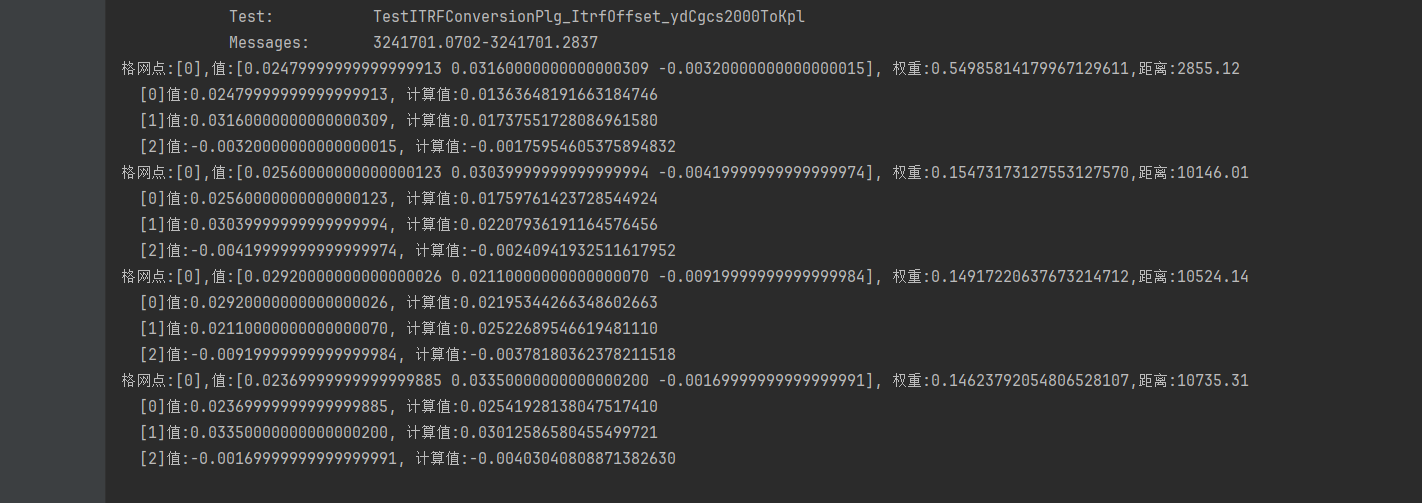 Test: TestITRFConversionPlg_ItrfOffset_ydCgcs2000ToKpl
Messages: 3241701.0702-3241701.2837
格网点:[0],值:[0.02479999999999999913 0.03160000000000000309 -0.00320000000000000015], 权重:0.54985814179967129611,距离:2855.12
[0]值:0.02479999999999999913, 计算值:0.01363648191663184746
[1]值:0.03160000000000000309, 计算值:0.01737551728086961580
[2]值:-0.00320000000000000015, 计算值:-0.00175954605375894832
格网点:[0],值:[0.02560000000000000123 0.03039999999999999994 -0.00419999999999999974], 权重:0.15473173127553127570,距离:10146.01
[0]值:0.02560000000000000123, 计算值:0.01759761423728544924
[1]值:0.03039999999999999994, 计算值:0.02207936191164576456
[2]值:-0.00419999999999999974, 计算值:-0.00240941932511617952
格网点:[0],值:[0.02920000000000000026 0.02110000000000000070 -0.00919999999999999984], 权重:0.14917220637673214712,距离:10524.14
[0]值:0.02920000000000000026, 计算值:0.02195344266348602663
[1]值:0.02110000000000000070, 计算值:0.02522689546619481110
[2]值:-0.00919999999999999984, 计算值:-0.00378180362378211518
格网点:[0],值:[0.02369999999999999885 0.03350000000000000200 -0.00169999999999999991], 权重:0.14623792054806528107,距离:10735.31
[0]值:0.02369999999999999885, 计算值:0.02541928138047517410
[1]值:0.03350000000000000200, 计算值:0.03012586580455499721
[2]值:-0.00169999999999999991, 计算值:-0.00403040808871382630